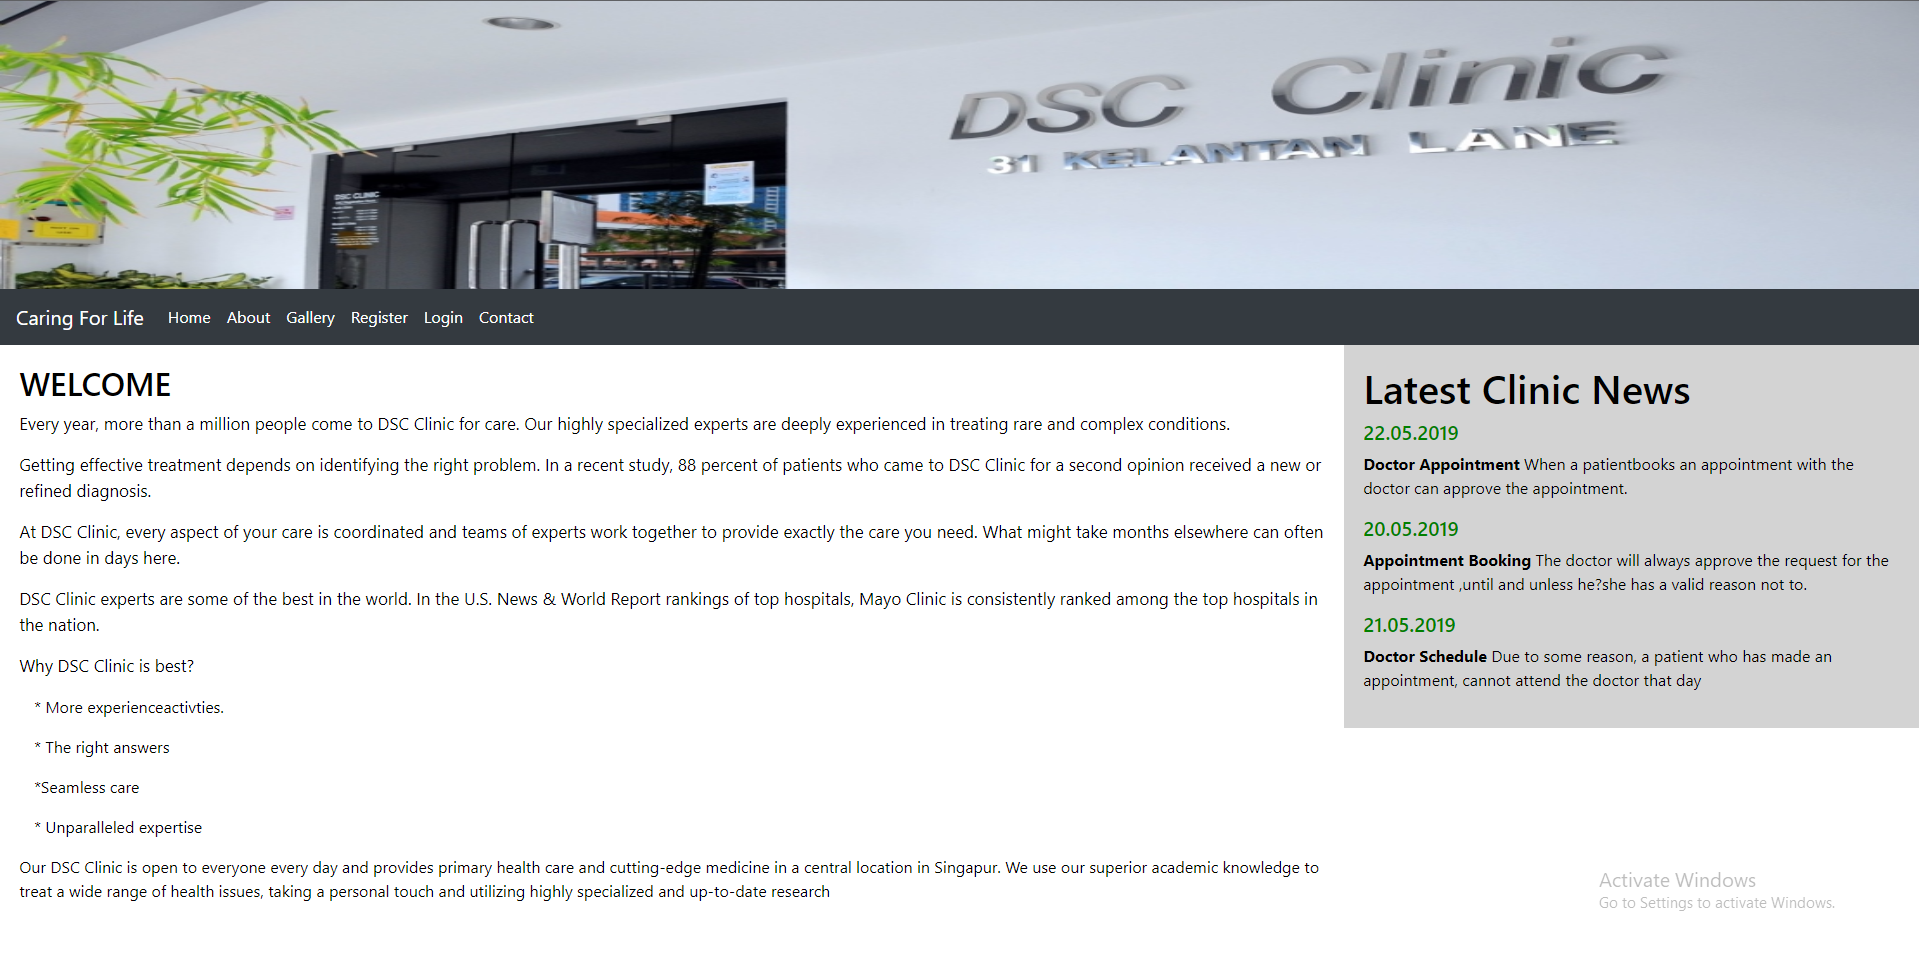 DSC Clinic
31 KELANTAN LANE
DSC CLINIC
Caring For Life Home About Gallery Register Login Contact
WELCOME
Every year, more than a million people come to DSC Clinic for care. Our highly specialized experts are deeply experienced in treating rare and complex conditions.
Getting effective treatment depends on identifying the right problem. In a recent study, 88 percent of patients who came to DSC Clinic for a second opinion received a new or
refined diagnosis.
At DSC Clinic, every aspect of your care is coordinated and teams of experts work together to provide exactly the care you need. What might take months elsewhere can often
be done in days here.
DSC Clinic experts are some of the best in the world. In the U.S. News & World Report rankings of top hospitals, Mayo Clinic is consistently ranked among the top hospitals in
the nation.
Why DSC Clinic is best?
* More experienceactivties.
* The right answers
*Seamless care
* Unparalleled expertise
Our DSC Clinic is open to everyone every day and provides primary health care and cutting-edge medicine in a central location in Singapur. We use our superior academic knowledge to
treat a wide range of health issues, taking a personal touch and utilizing highly specialized and up-to-date research
Latest Clinic News
22.05.2019
Doctor Appointment When a patientbooks an appointment with the
doctor can approve the appointment.
20.05.2019
Appointment Booking The doctor will always approve the request for the
appointment ,until and unless he?she has a valid reason not to.
21.05.2019
Doctor Schedule Due to some reason, a patient who has made an
appointment, cannot attend the doctor that day
Activate Windows
Go to Settings to activate Windows.